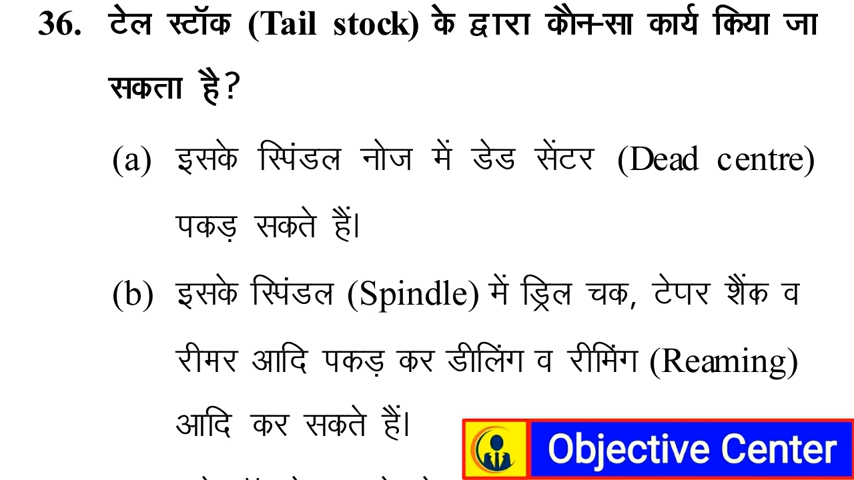 36. टेल स्टॉक (Tail stock) के द्वारा कौन-सा कार्य किया जा
सकता है?
(a) इसके स्पिंडल नोज में डेड सेंटर (Dead centre)
पकड़ सकते हैं।
(b) इसके स्पिंडल (Spindle) में ड्रिल चक, टेपर शैंक व
रीमर आदि पकड़ कर डीलिंग व रीमिंग (Reaming)
आदि कर सकते हैं।
Objective Center